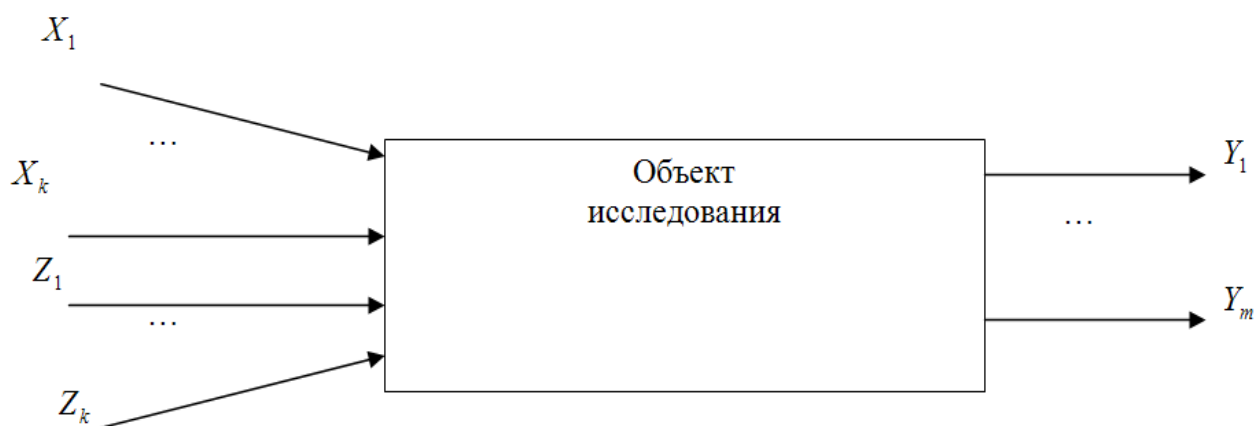 X₁
…
Xₖ
Объект
исследования
Y₁
…
Z₁
…
Yₘ
Zₖ